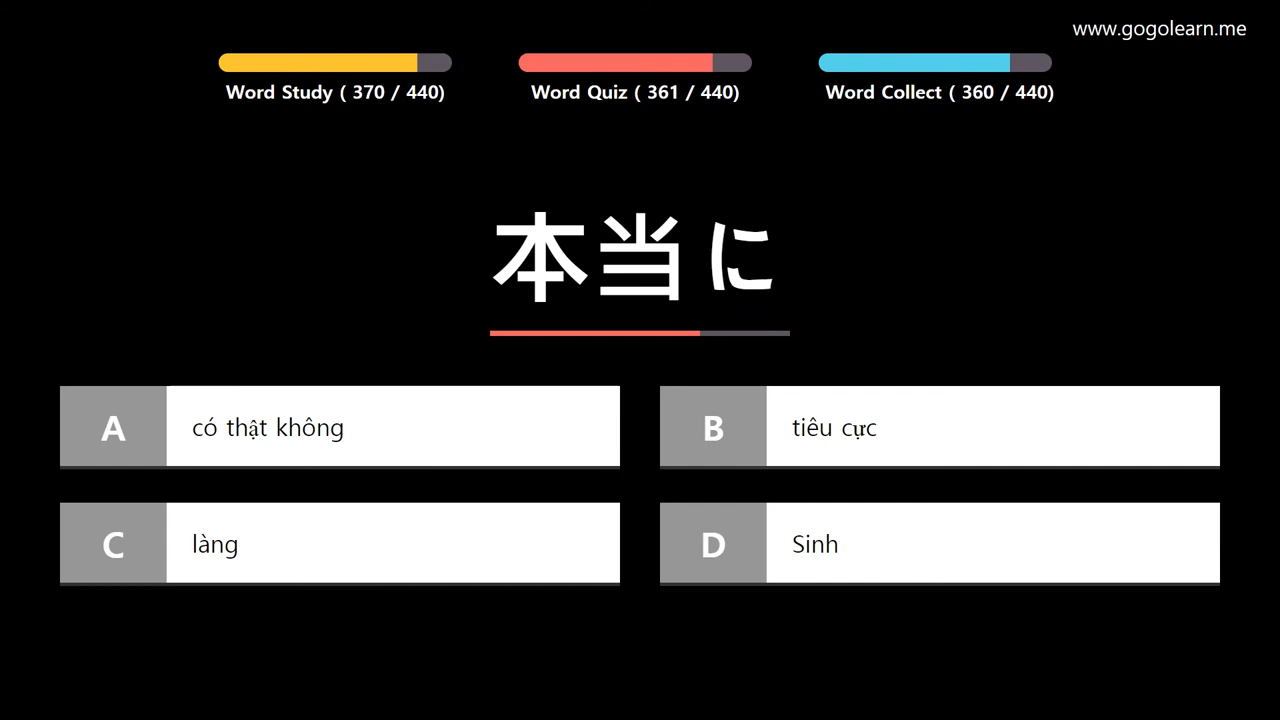 www.gogolearn.me
Word Study ( 370 / 440)
Word Quiz ( 361 / 440)
Word Collect ( 360 / 440)
本当に
A
có thật không
B
tiêu cực
C
làng
D
Sinh